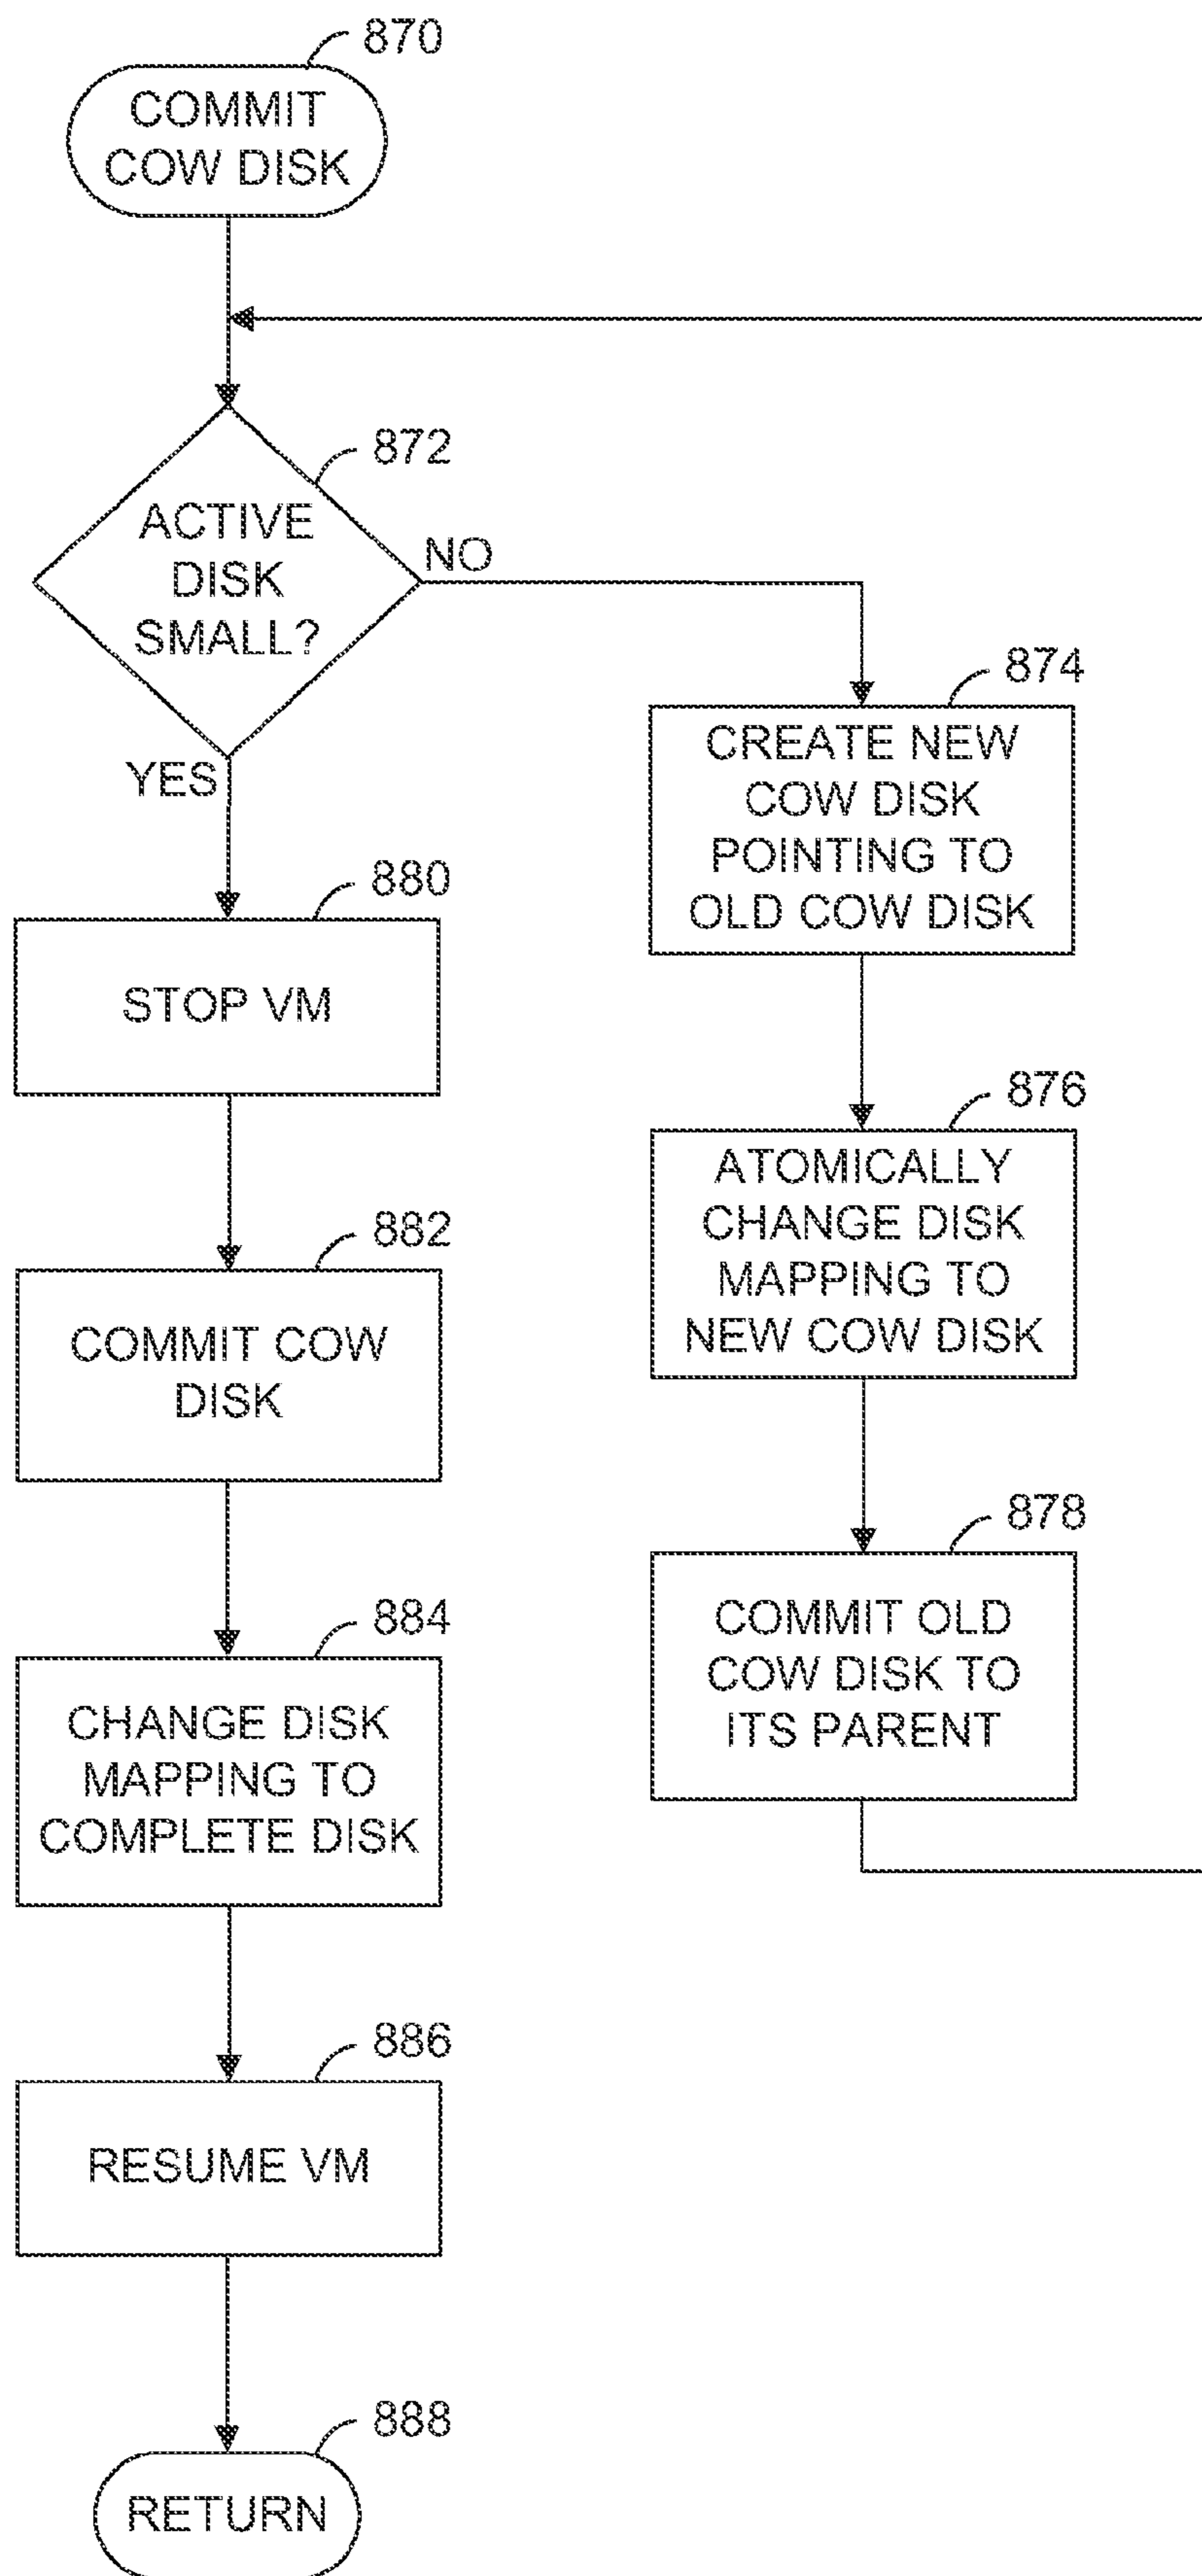 870
COMMIT
COW DISK
872
ACTIVE
DISK
SMALL?
NO
YES
874
CREATE NEW
COW DISK
POINTING TO
OLD COW DISK
876
ATOMICALLY
CHANGE DISK
MAPPING TO
NEW COW DISK
878
COMMIT OLD
COW DISK TO
ITS PARENT
880
STOP VM
882
COMMIT COW
DISK
884
CHANGE DISK
MAPPING TO
COMPLETE DISK
886
RESUME VM
888
RETURN